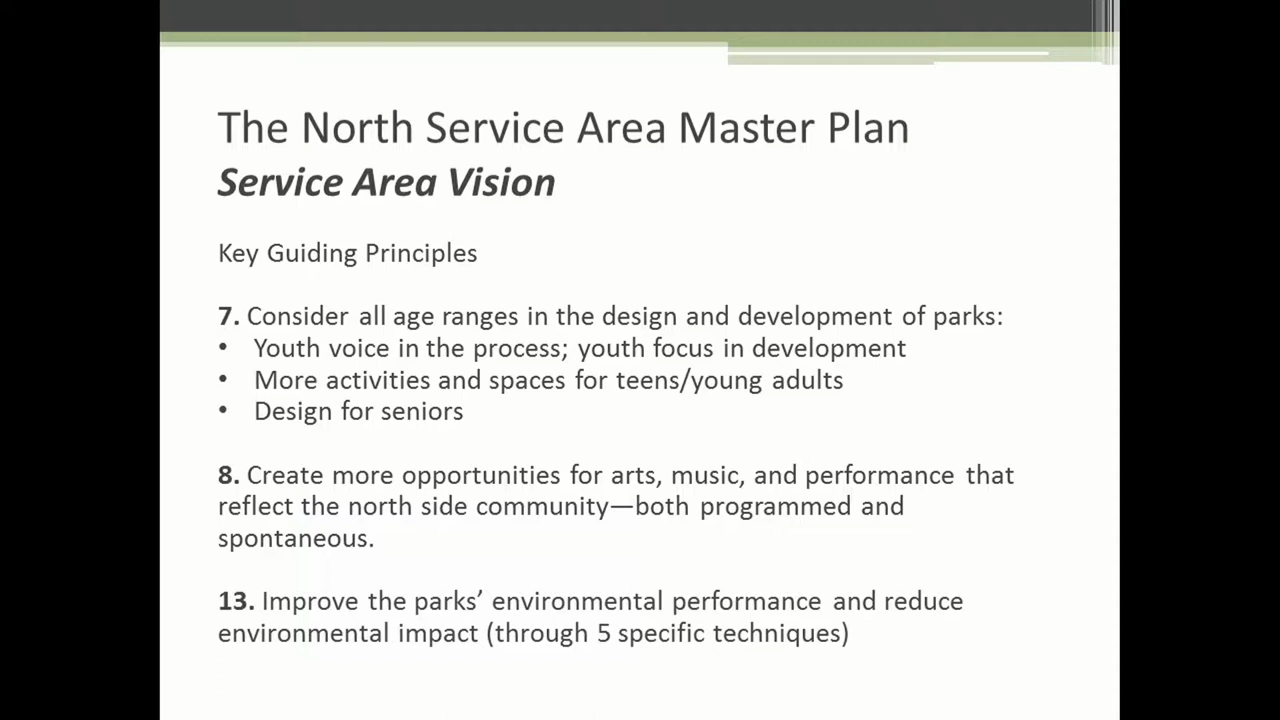 The North Service Area Master Plan
Service Area Vision
Key Guiding Principles
7. Consider all age ranges in the design and development of parks:
• Youth voice in the process; youth focus in development
• More activities and spaces for teens/young adults
• Design for seniors
8. Create more opportunities for arts, music, and performance that
reflect the north side community—both programmed and
spontaneous.
13. Improve the parks’ environmental performance and reduce
environmental impact (through 5 specific techniques)